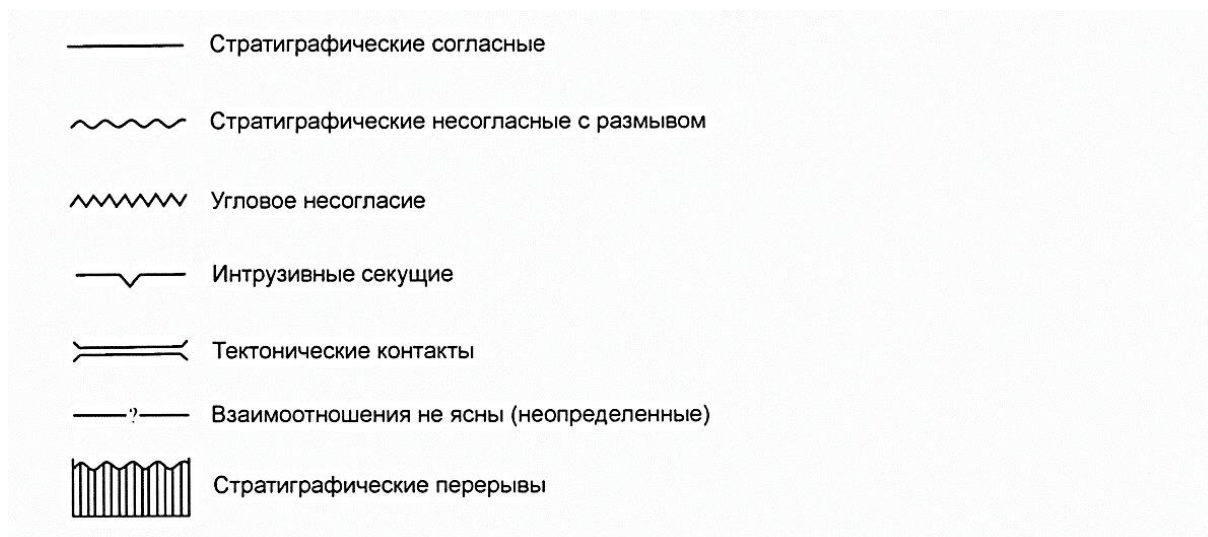 Стратиграфические согласные
Стратиграфические несогласные с размывом
Угловое несогласие
Интрузивные секущие
Тектонические контакты
?
Взаимоотношения не ясны (неопределенные)
Стратиграфические перерывы